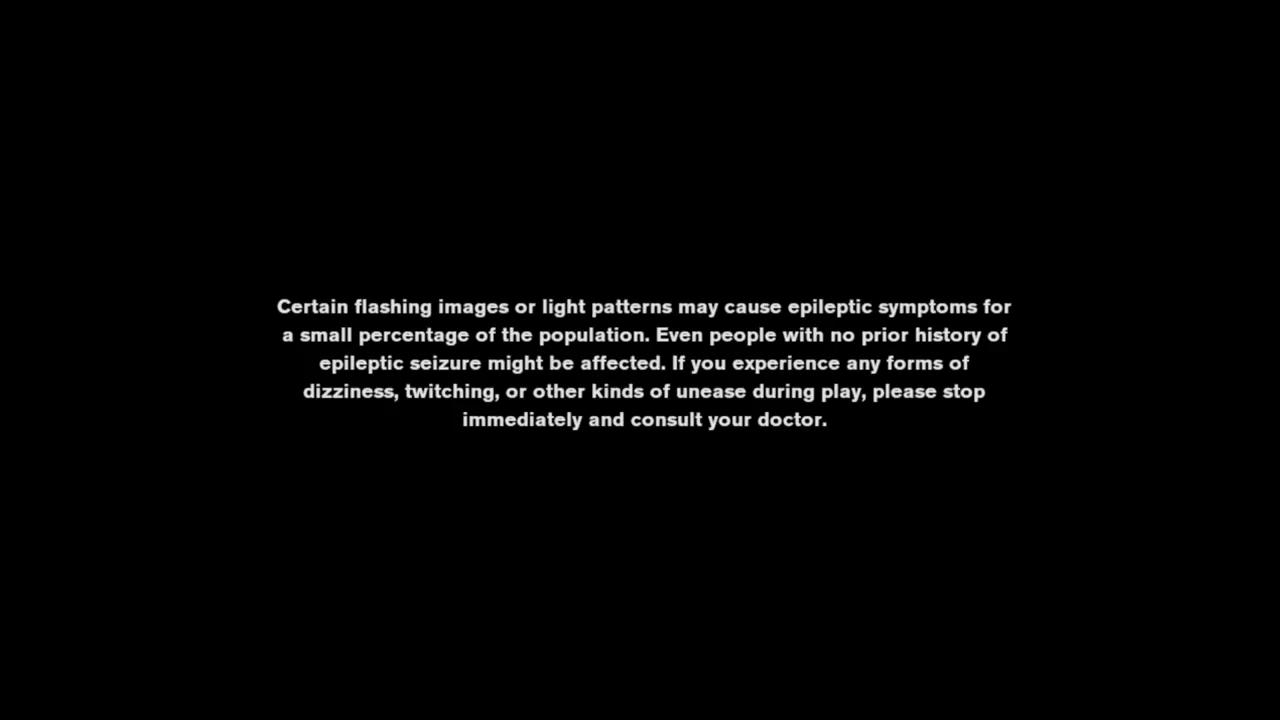 Certain flashing images or light patterns may cause epileptic symptoms for
a small percentage of the population. Even people with no prior history of
epileptic seizure might be affected. If you experience any forms of
dizziness, twitching, or other kinds of unease during play, please stop
immediately and consult your doctor.